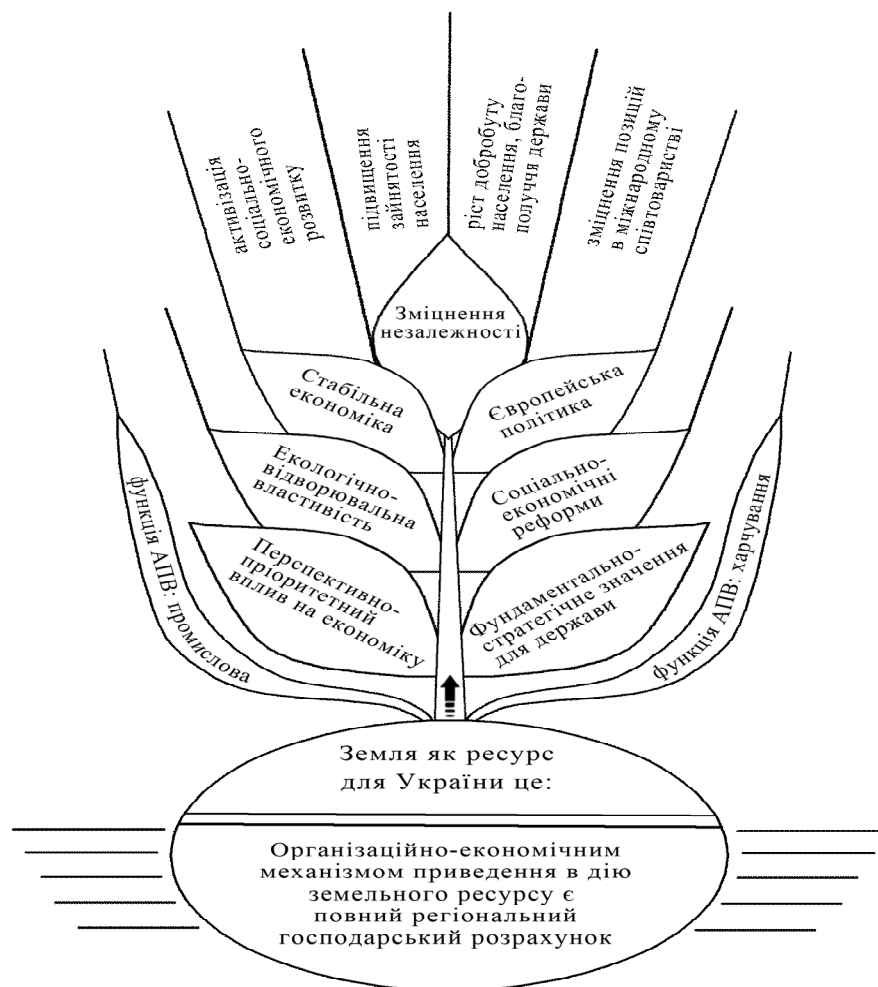 активізація
соціально-
економічного
розвитку
підвищення
зайнятості
населення
ріст добробуту
населення, благо-
получчя держави
зміцнення позицій
в міжнародному
співтоваристві
Зміцнення
незалежності
Стабільна
економіка
Європейська
політика
Екологічно-
відворювальна
властивість
Соціально-
економічні
реформи
функція АПВ: промислова
Перспективно-
пріоритетний
вплив на економіку
Фундаментально-
стратегічне значення
для держави
функція АПВ: харчування
Земля як ресурс
для України це:
Організаційно-економічним
механізмом приведення в дію
земельного ресурсу є
повний регіональний
господарський розрахунок